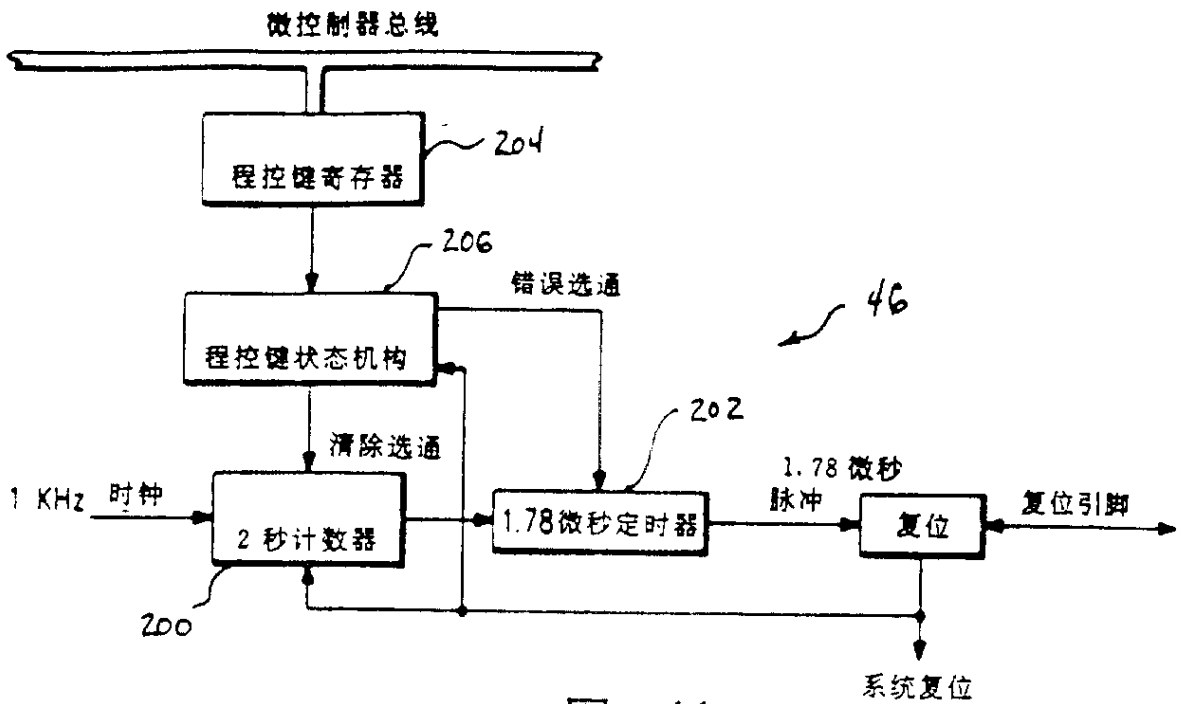 微控制器总线
204
程控键寄存器
206
错误选通
46
程控键状态机构
202
清除选通
1.78 微秒
脉冲
1 KHz 时钟
2 秒计数器
1.78微秒定时器
复位
复位引脚
200
系统复位